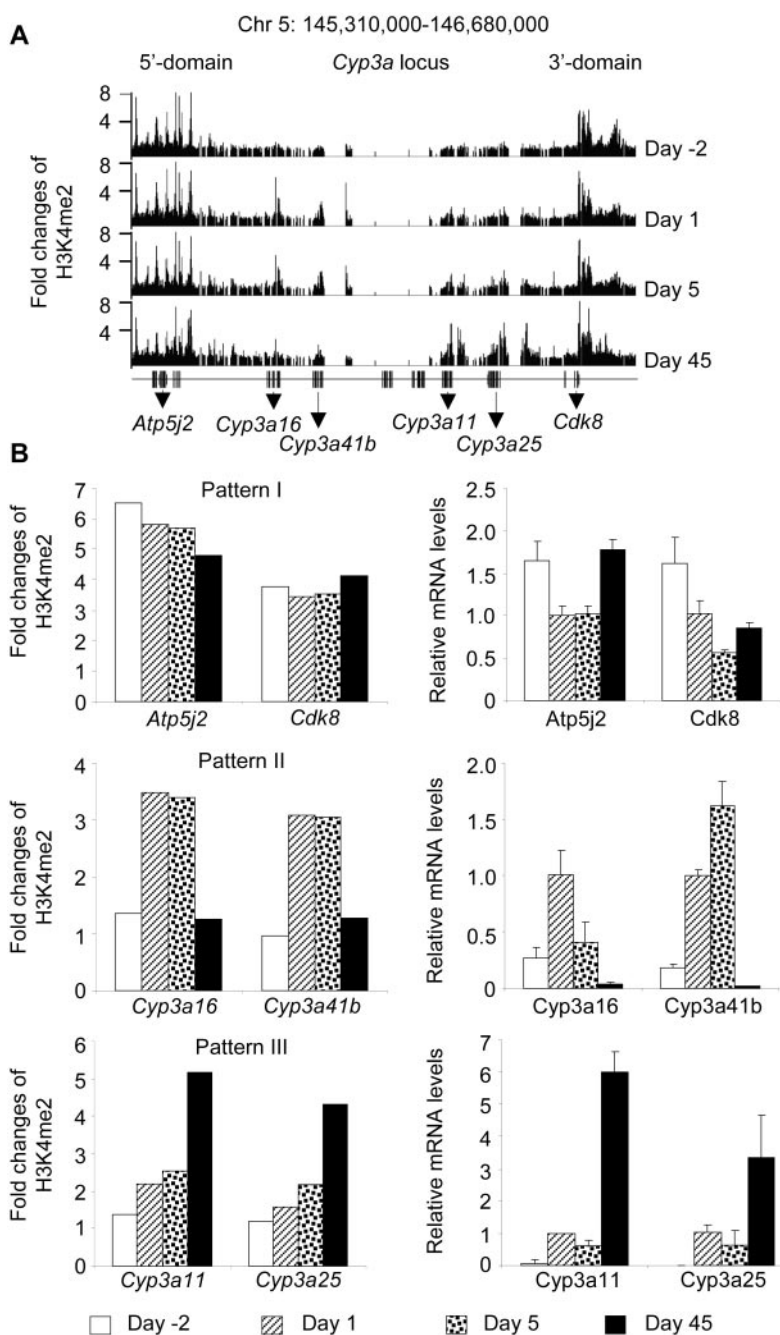 Chr 5: 145,310,000-146,680,000
A
5'-domain Cyp3a locus 3'-domain
Fold changes of
H3K4me2
8
4
Day -2
8
4
Day 1
8
4
Day 5
8
4
Day 45
Atp5j2 Cyp3a16 Cyp3a41b Cyp3a11 Cyp3a25 Cdk8
B
Pattern I
Fold changes of
H3K4me2
7
6
5
4
3
2
1
0
Atp5j2 Cdk8
Relative mRNA levels
2.5
2.0
1.5
1.0
0.5
0
Atp5j2 Cdk8
Pattern II
Fold changes of
H3K4me2
4
3
2
1
0
Cyp3a16 Cyp3a41b
Relative mRNA levels
2.0
1.5
1.0
0.5
0
Cyp3a16 Cyp3a41b
Pattern III
Fold changes of
H3K4me2
6
5
4
3
2
1
0
Cyp3a11 Cyp3a25
Relative mRNA levels
7
6
5
4
3
2
1
0
Cyp3a11 Cyp3a25
Day -2 Day 1 Day 5 Day 45